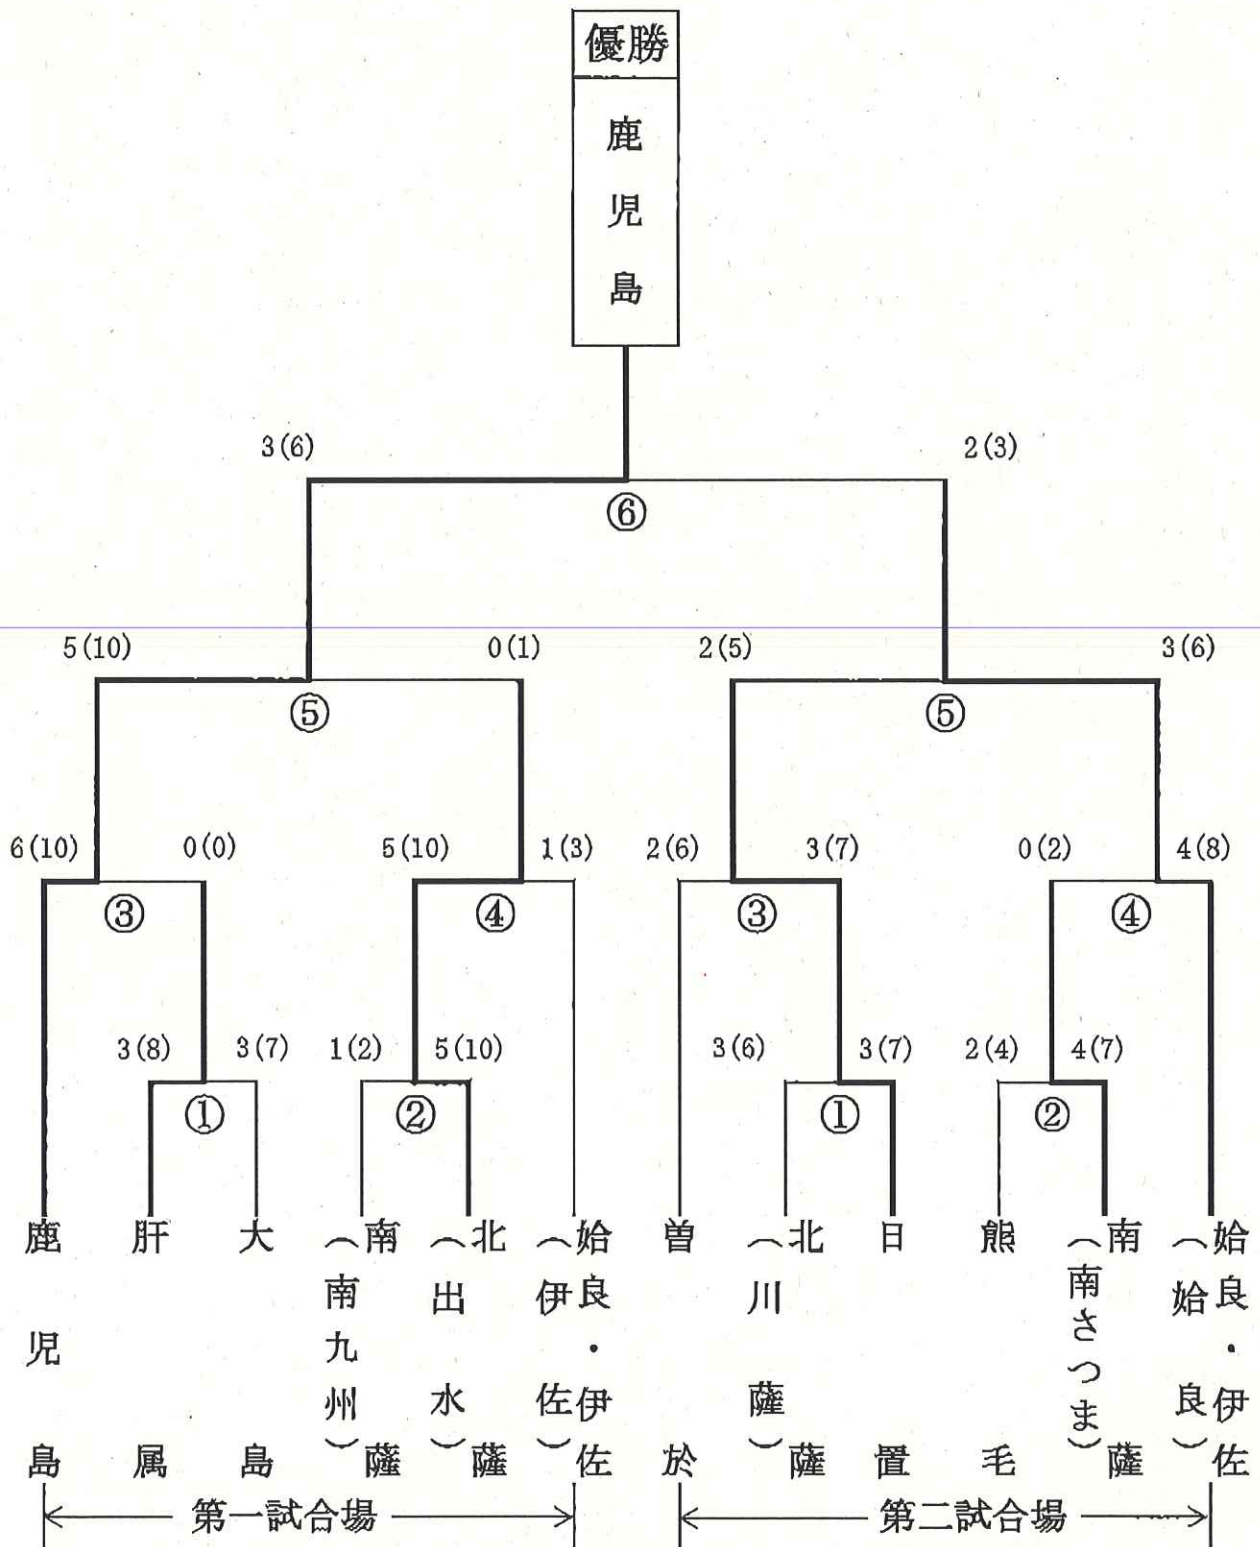 優勝
鹿児島
3(6)
2(3)
⑥
5(10)
0(1)
2(5)
3(6)
⑤
⑤
6(10)
0(0)
5(10)
1(3)
2(6)
3(7)
0(2)
4(8)
③
④
③
④
3(8)
3(7)
1(2)
5(10)
3(6)
3(7)
2(4)
4(7)
①
②
①
②
鹿児島
肝属
大島
南薩
(南九州)
北薩
(出水)
姶良・伊佐
(伊佐)
曽於
北薩
(川薩)
日置
熊毛
南薩
(南さつま)
姶良・伊佐
(姶良)
第一試合場
第二試合場